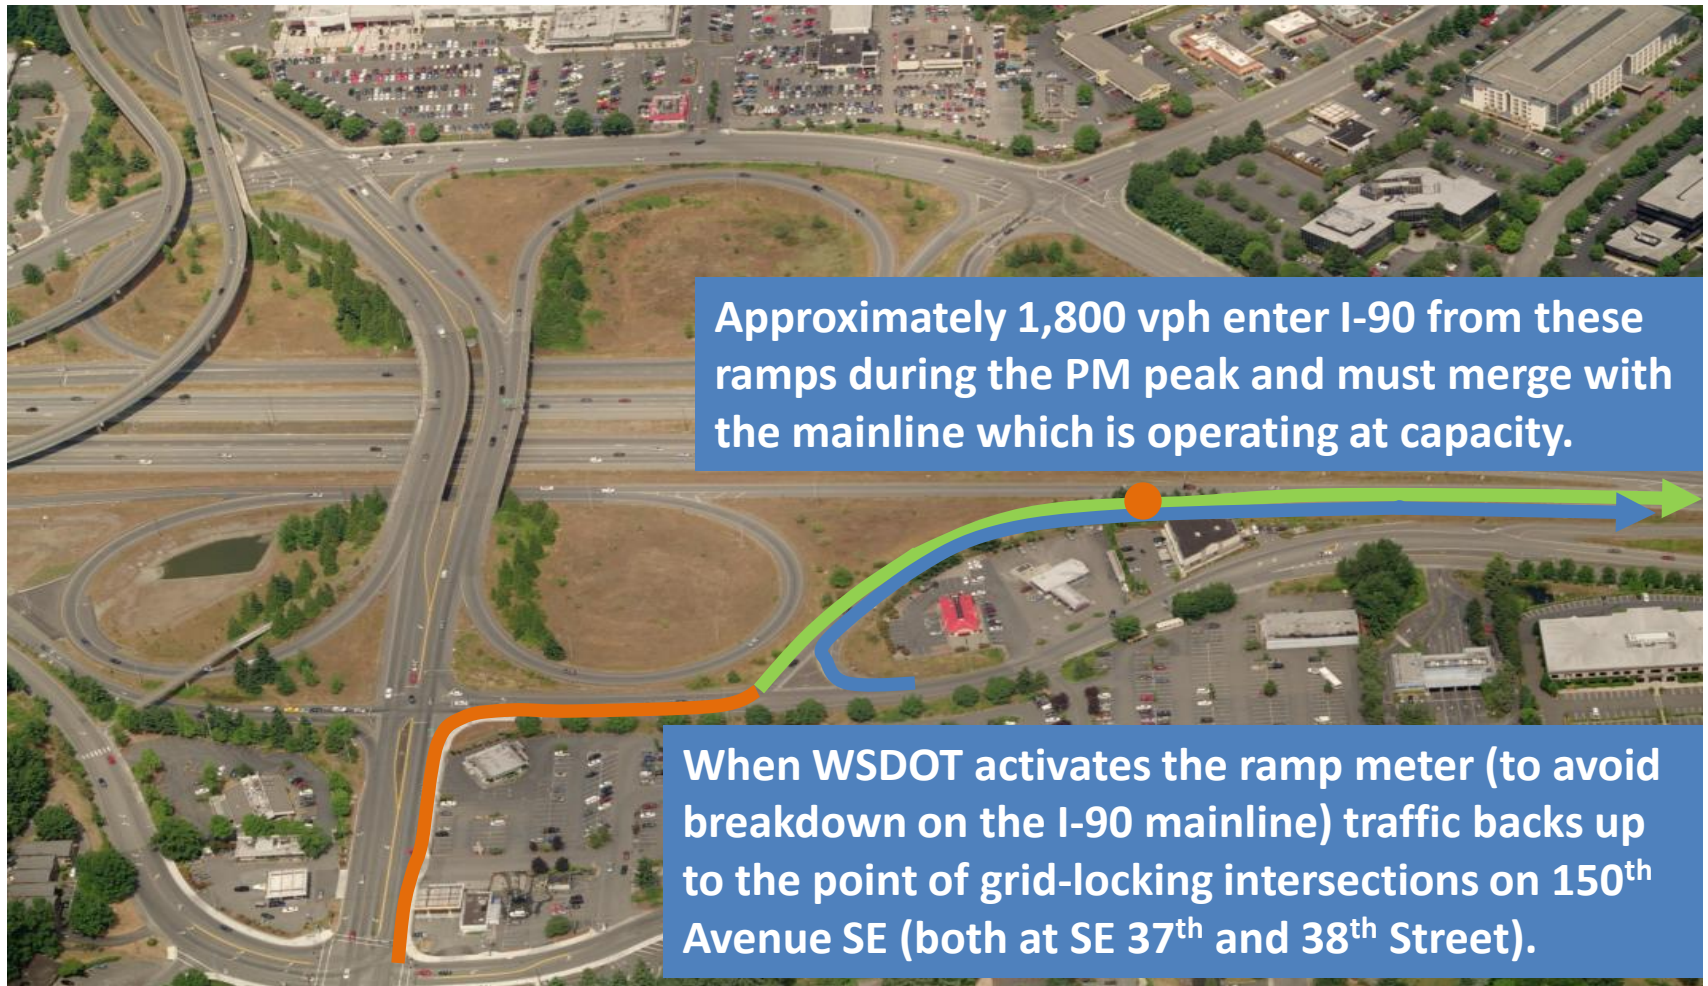 Approximately 1,800 vph enter I-90 from these
ramps during the PM peak and must merge with
the mainline which is operating at capacity.
When WSDOT activates the ramp meter (to avoid
breakdown on the I-90 mainline) traffic backs up
to the point of grid-locking intersections on 150th
Avenue SE (both at SE 37th and 38th Street).